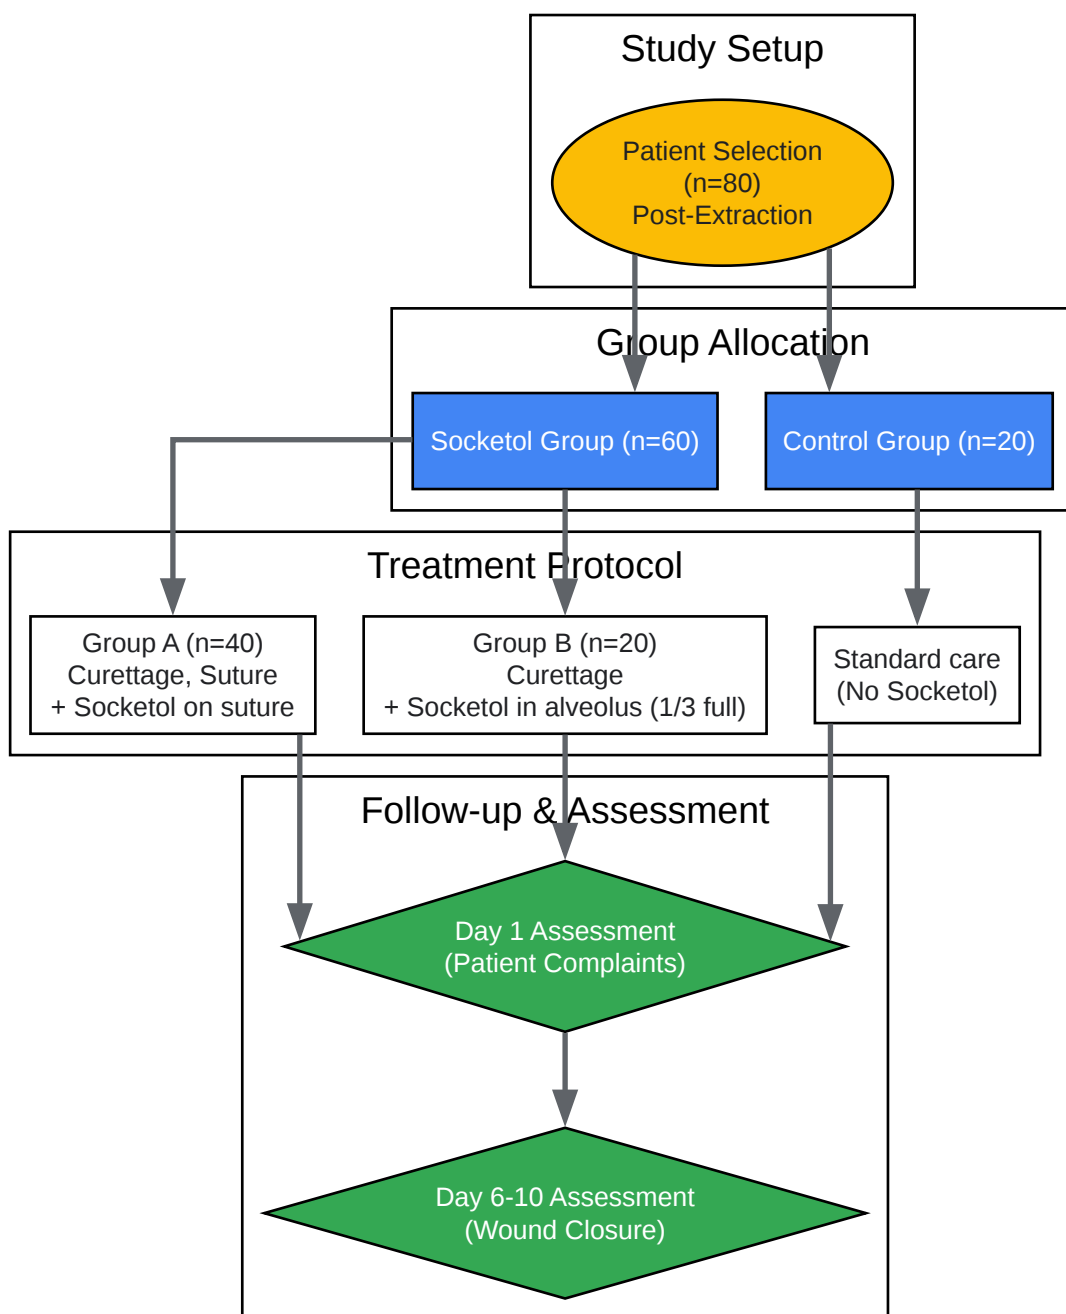 Study Setup
Patient Selection
(n=80)
Post-Extraction
Group Allocation
Socketol Group (n=60)
Control Group (n=20)
Treatment Protocol
Group A (n=40)
Curettage, Suture
+ Socketol on suture
Group B (n=20)
Curettage
+ Socketol in alveolus (1/3 full)
Standard care
(No Socketol)
Follow-up & Assessment
Day 1 Assessment
(Patient Complaints)
Day 6-10 Assessment
(Wound Closure)